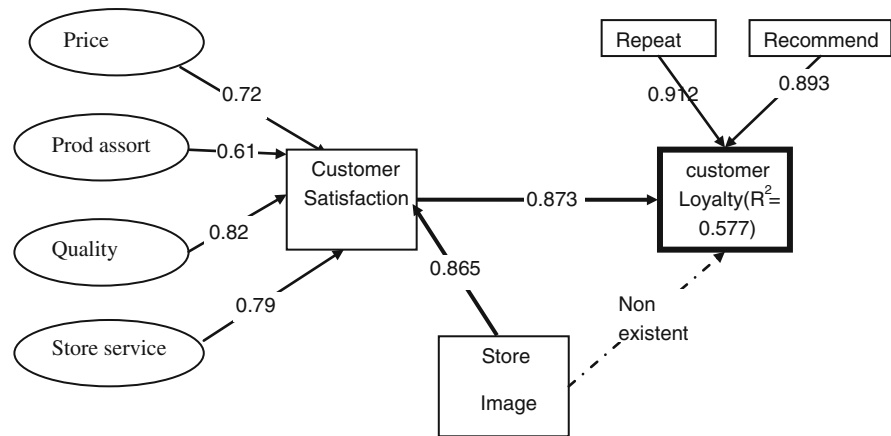 Price
Repeat
Recommend
0.72
0.912
0.893
Prod assort
0.61
Customer
Satisfaction
customer
Loyalty(R²=
0.577)
0.873
Quality
0.82
0.865
0.79
Store service
Non
existent
Store
Image